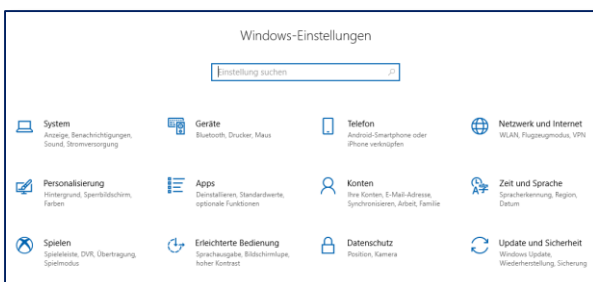 Windows-Einstellungen
Einstellung suchen
System
Anzeige, Benachrichtigungen,
Sound, Stromversorgung
Geräte
Bluetooth, Drucker, Maus
Telefon
Android-Smartphone oder
iPhone verknüpfen
Netzwerk und Internet
WLAN, Flugzeugmodus, VPN
Personalisierung
Hintergrund, Sperrbildschirm,
Farben
Apps
Deinstallieren, Standardwerte,
optionale Funktionen
Konten
Ihre Konten, E-Mail-Adresse,
Synchronisieren, Arbeit, Familie
Zeit und Sprache
Spracherkennung, Region,
Datum
Spielen
Spieleleiste, DVR, Übertragung,
Spielmodus
Erleichterte Bedienung
Sprachausgabe, Bildschirmlupe,
hoher Kontrast
Datenschutz
Position, Kamera
Update und Sicherheit
Windows Update,
Wiederherstellung, Sicherung